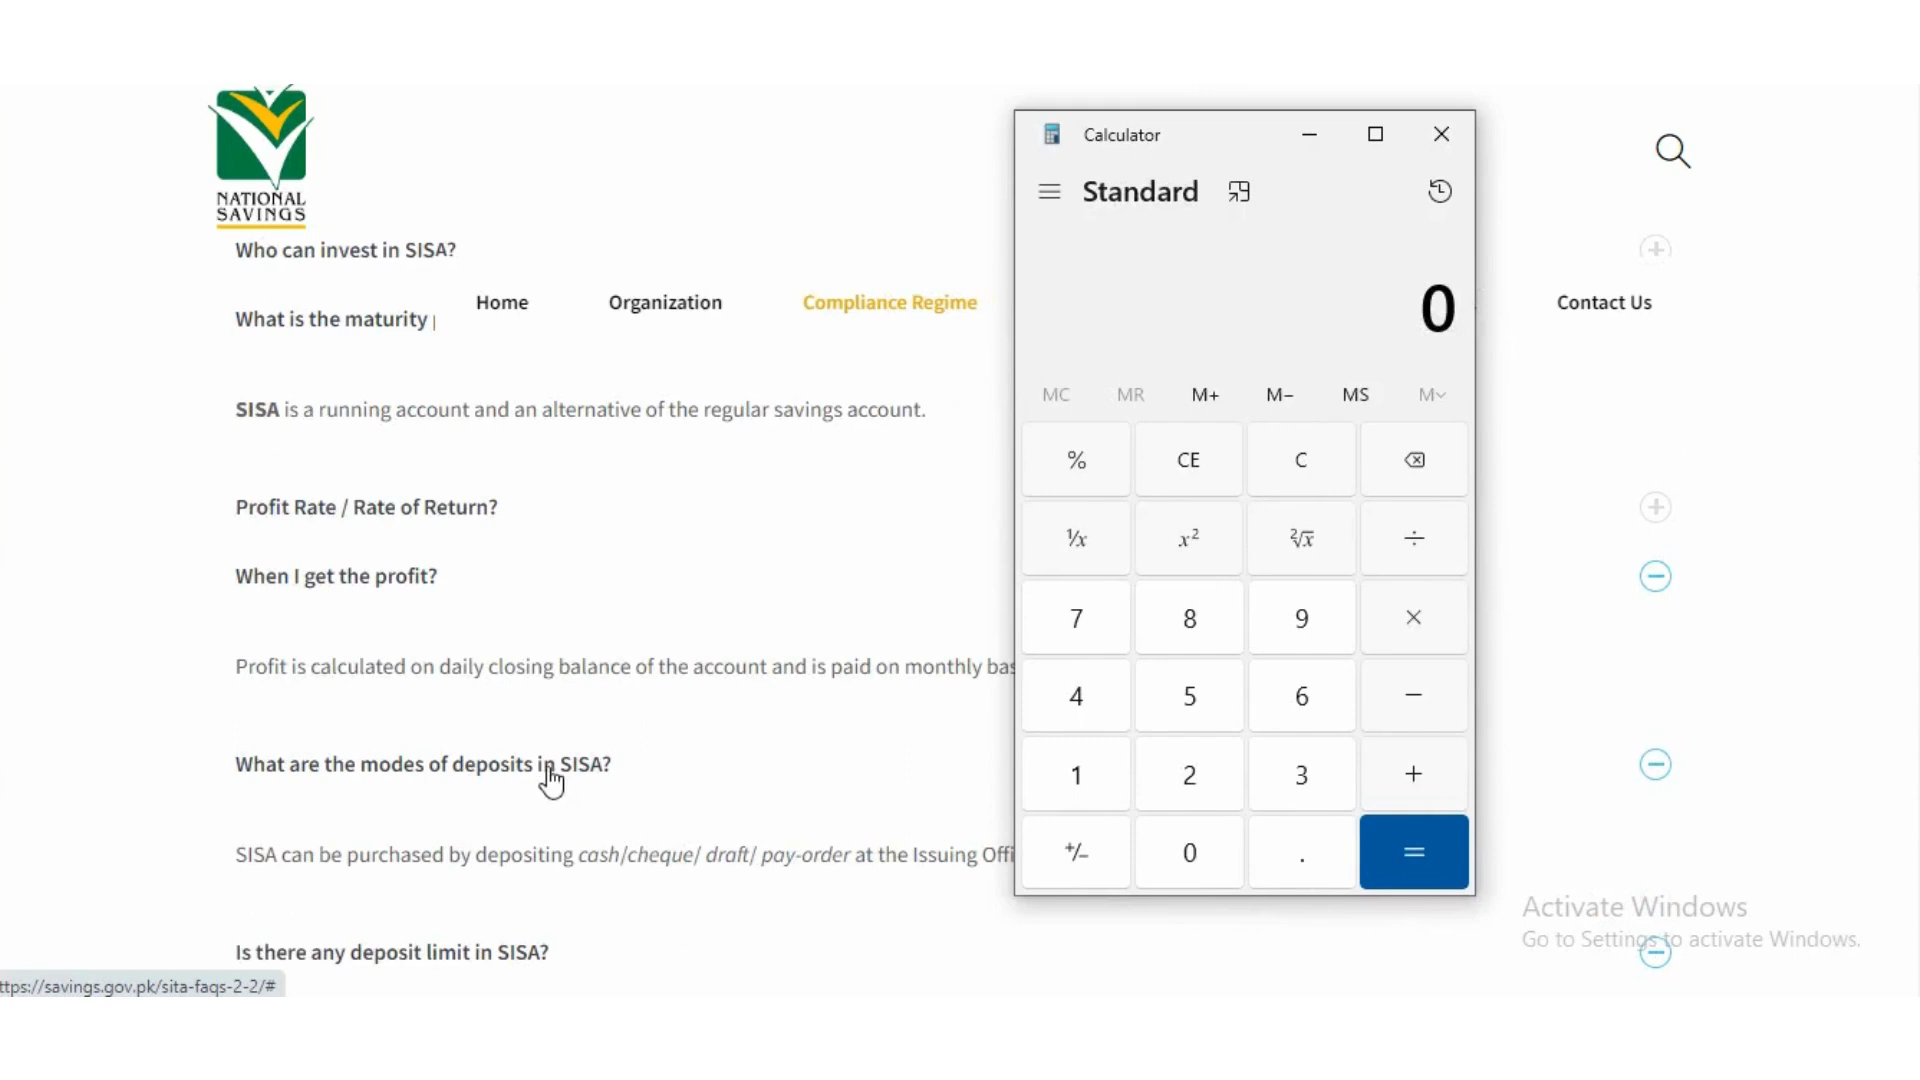 NATIONAL
SAVINGS
Who can invest in SISA?
Home
Organization
Compliance Regime
Contact Us
What is the maturity
SISA is a running account and an alternative of the regular savings account.
Profit Rate / Rate of Return?
When I get the profit?
Profit is calculated on daily closing balance of the account and is paid on monthly
What are the modes of deposits in SISA?
SISA can be purchased by depositing cash/cheque/ draft/ pay-order at the Issuing
Is there any deposit limit in SISA?
ttps://savings.gov.pk/sita-faqs-2-2/#
Calculator
Standard
0
MC MR M+ M− MS M
% CE C
⅟x x² ²√x ÷
7 8 9 ×
4 5 6 −
1 2 3 +
+/− 0 . =
Activate Windows
Go to Settings to activate Windows.